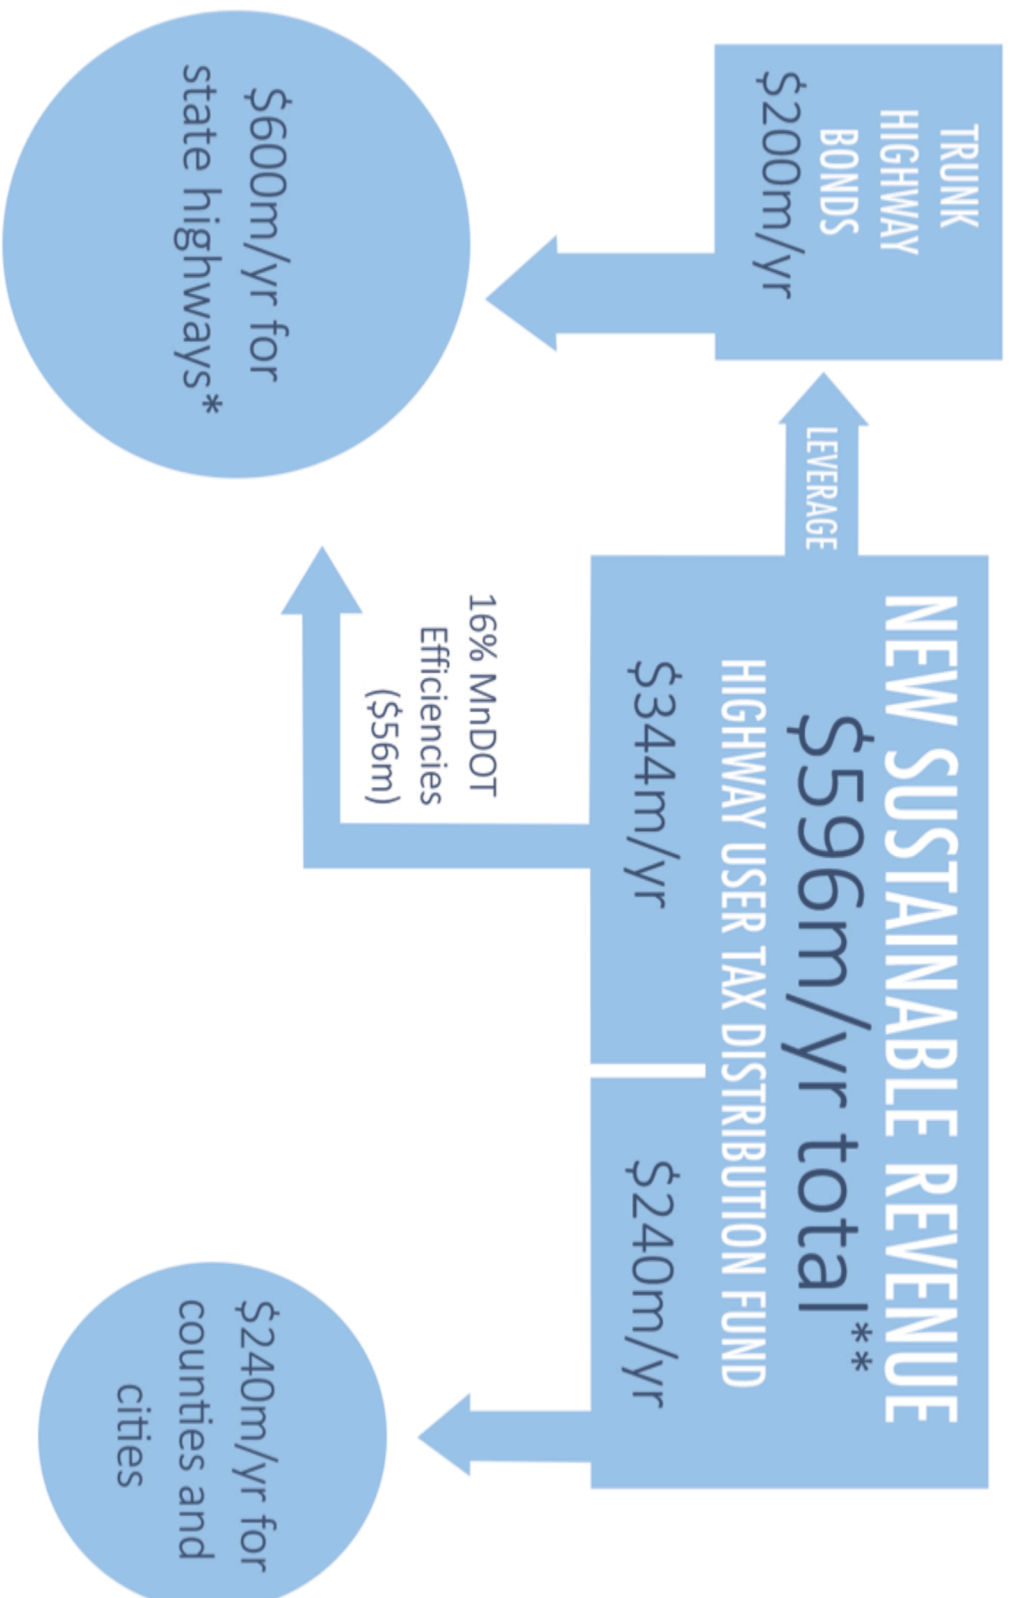 TRUNK
HIGHWAY
BONDS
$200m/yr
LEVERAGE
NEW SUSTAINABLE REVENUE
$596m/yr total**
HIGHWAY USER TAX DISTRIBUTION FUND
$344m/yr
$240m/yr
16% MnDOT
Efficiencies
($56m)
$600m/yr for
state highways*
$240m/yr for
counties and
cities